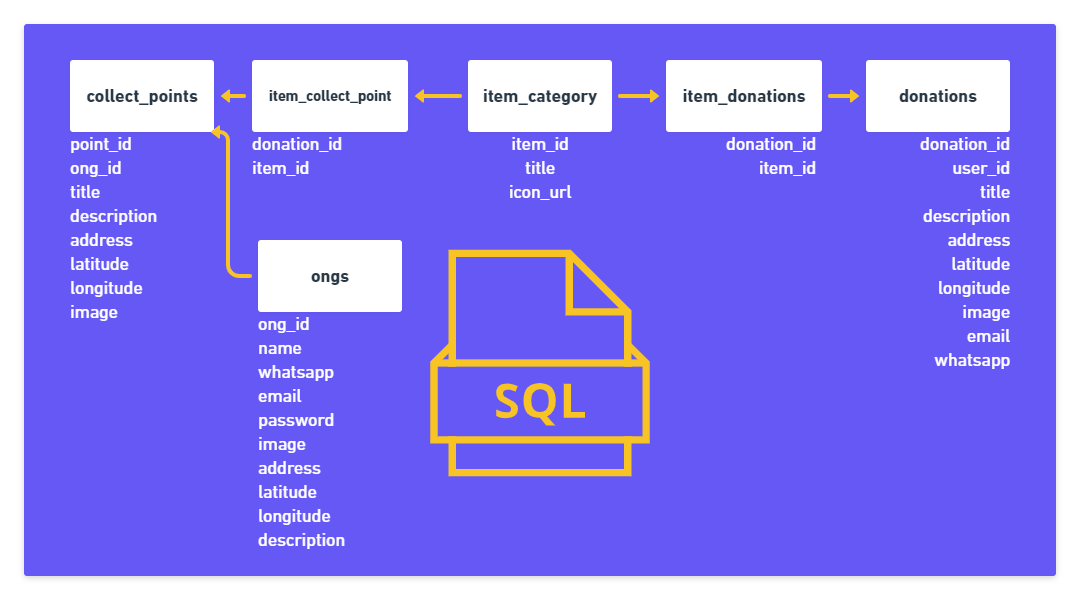 collect_points
point_id
ong_id
title
description
address
latitude
longitude
image
item_collect_point
donation_id
item_id
item_category
item_id
title
icon_url
item_donations
donation_id
item_id
donations
donation_id
user_id
title
description
address
latitude
longitude
image
email
whatsapp
ongs
ong_id
name
whatsapp
email
password
image
address
latitude
longitude
description
SQL